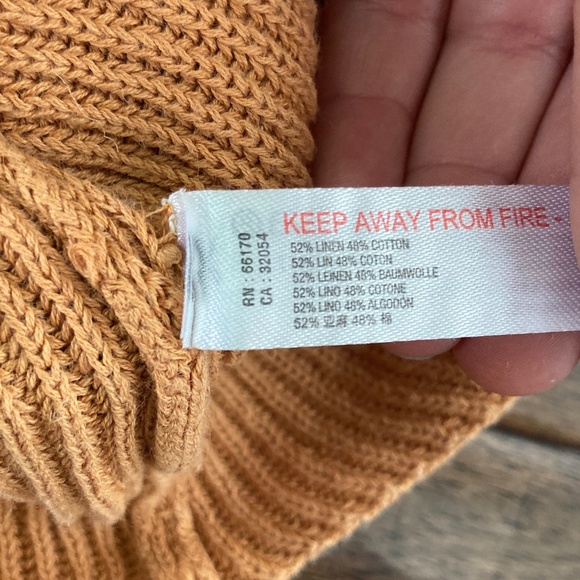 KEEP AWAY FROM FIRE -
52% LINEN 48% COTTON
52% LIN 48% COTON
52% LEINEN 48% BAUMWOLLE
52% LINO 48% COTONE
52% LINO 48% ALGODÓN
52% 亚麻 48% 棉
RN : 66170
CA : 32054